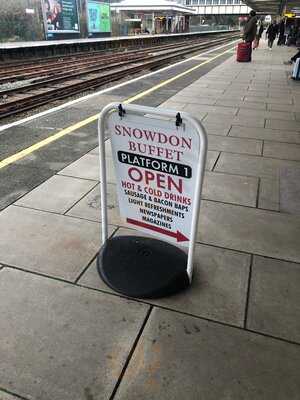 SNOWDON
BUFFET
PLATFORM 1
OPEN
HOT & COLD DRINKS
SAUSAGE & BACON BAPS
LIGHT REFRESHMENTS
NEWSPAPERS
MAGAZINES